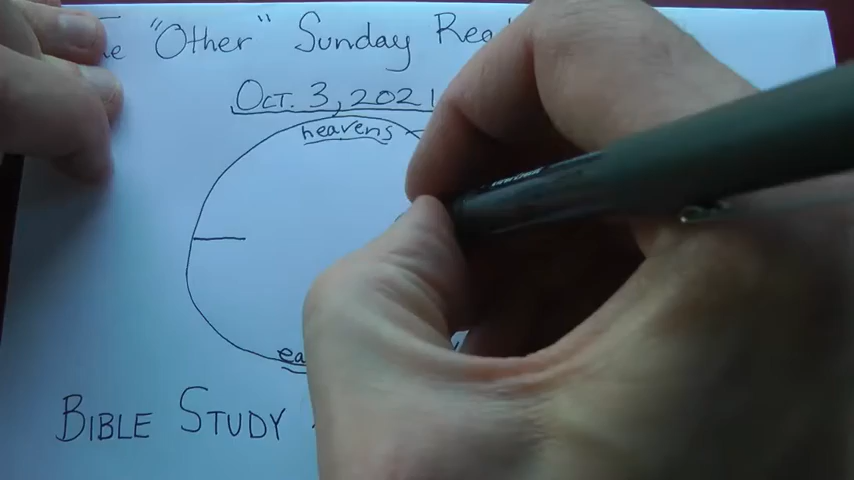 "Other" Sunday
Oct. 3, 2021
heavens
BIBLE STUDY